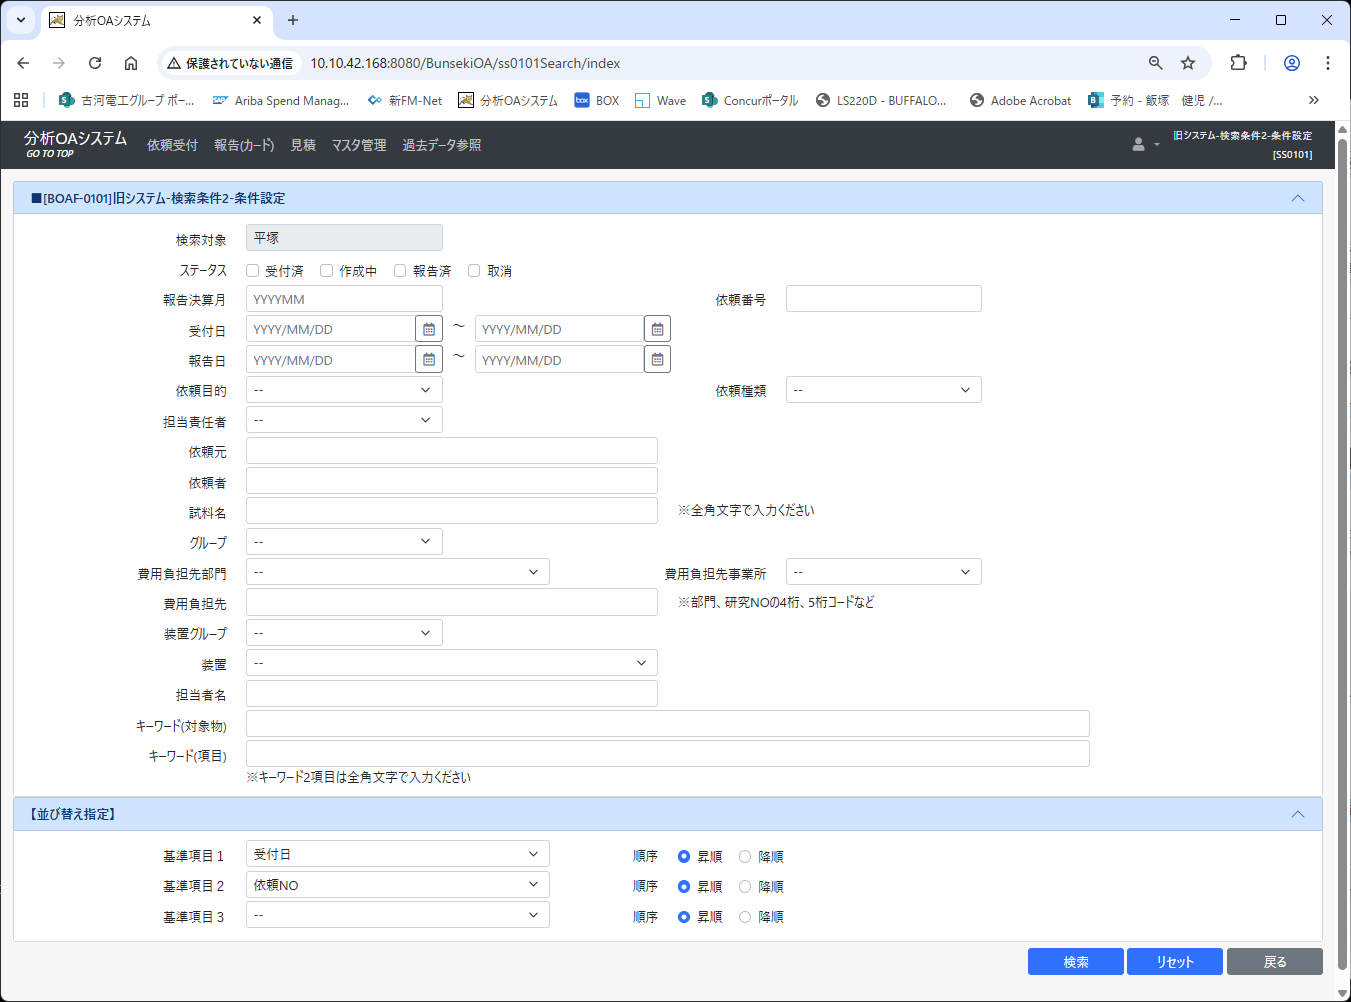 分析OAシステム
保護されていない通信 10.10.42.168:8080/BunsekiOA/ss0101Search/index
古河電工グループ ポー... Ariba Spend Manag... 新FM-Net 分析OAシステム BOX Wave Concurポータル LS220D - BUFFALO... Adobe Acrobat 予約 - 飯塚 健児 /...
分析OAシステム 依頼受付 報告(カード) 見積 マスタ管理 過去データ参照 旧システム-検索条件2-条件設定
GO TO TOP [SS0101]
■[BOAF-0101]旧システム-検索条件2-条件設定
検索対象 平塚
ステータス 受付済 作成中 報告済 取消
報告決算月 YYYYMM 依頼番号
受付日 YYYY/MM/DD ～ YYYY/MM/DD
報告日 YYYY/MM/DD ～ YYYY/MM/DD
依頼目的 -- 依頼種類 --
担当責任者 --
依頼元
依頼者
試料名 ※全角文字で入力ください
グループ --
費用負担先部門 -- 費用負担先事業所 --
費用負担先 ※部門、研究NOの4桁、5桁コードなど
装置グループ --
装置 --
担当者名
キーワード(対象物)
キーワード(項目)
※キーワード2項目は全角文字で入力ください
【並び替え指定】
基準項目1 受付日 順序 昇順 降順
基準項目2 依頼NO 順序 昇順 降順
基準項目3 -- 順序 昇順 降順
検索 リセット 戻る